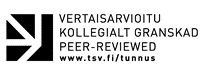 VERTAISARVIOITU
KOLLEGIALT GRANSKAD
PEER-REVIEWED
www.tsv.fi/tunnus